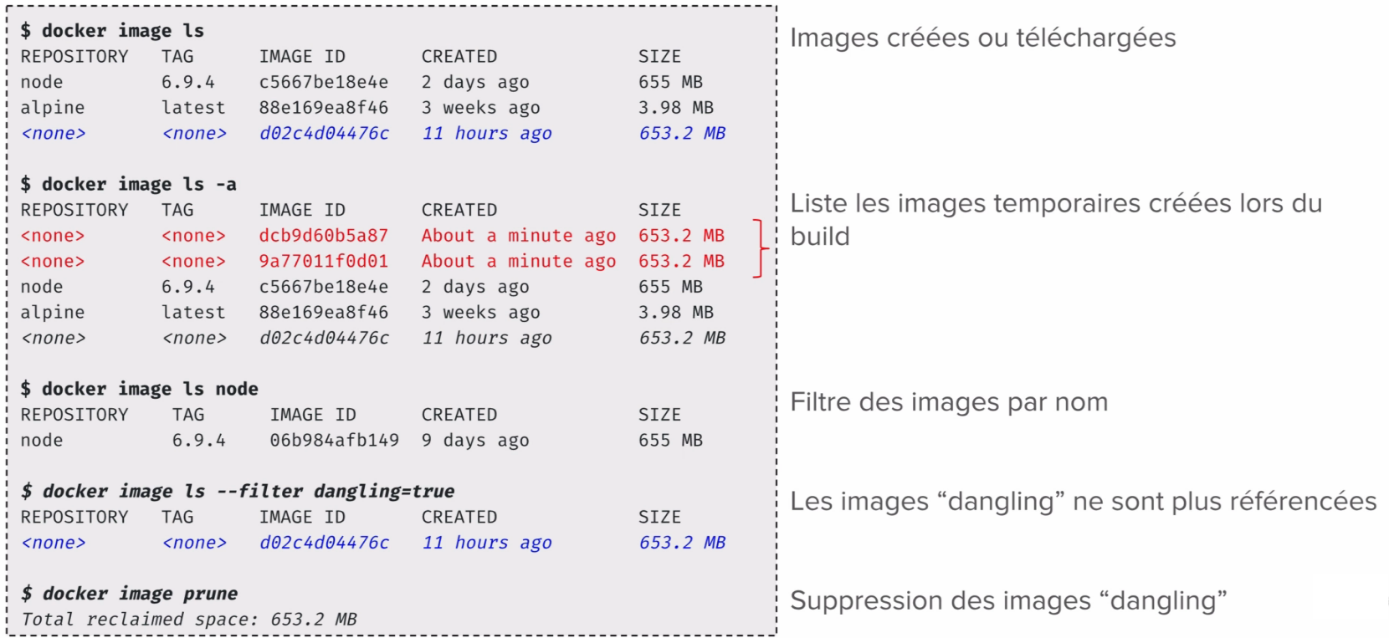 $ docker image ls
REPOSITORY TAG IMAGE ID CREATED SIZE
node 6.9.4 c5667be18e4e 2 days ago 655 MB
alpine latest 88e169ea8f46 3 weeks ago 3.98 MB
<none> <none> d02c4d04476c 11 hours ago 653.2 MB
Images créées ou téléchargées
$ docker image ls -a
REPOSITORY TAG IMAGE ID CREATED SIZE
<none> <none> dcb9d60b5a87 About a minute ago 653.2 MB
<none> <none> 9a77011f0d01 About a minute ago 653.2 MB
node 6.9.4 c5667be18e4e 2 days ago 655 MB
alpine latest 88e169ea8f46 3 weeks ago 3.98 MB
<none> <none> d02c4d04476c 11 hours ago 653.2 MB
Liste les images temporaires créées lors du
build
$ docker image ls node
REPOSITORY TAG IMAGE ID CREATED SIZE
node 6.9.4 06b984afb149 9 days ago 655 MB
Filtre des images par nom
$ docker image ls --filter dangling=true
REPOSITORY TAG IMAGE ID CREATED SIZE
<none> <none> d02c4d04476c 11 hours ago 653.2 MB
Les images “dangling” ne sont plus référencées
$ docker image prune
Total reclaimed space: 653.2 MB
Suppression des images “dangling”